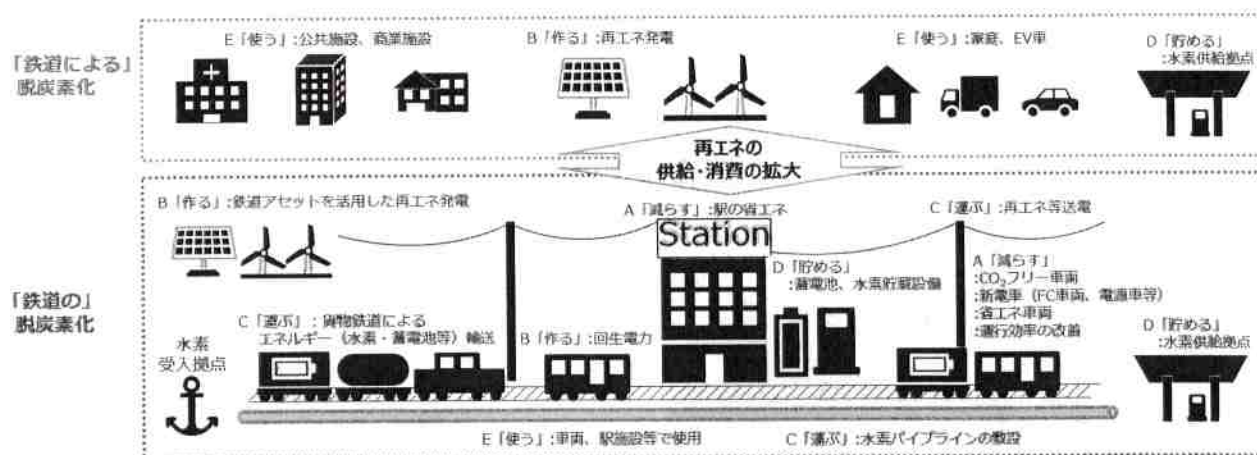 「鉄道による」
脱炭素化
E「使う」:公共施設、商業施設
B「作る」:再エネ発電
E「使う」:家庭、EV車
D「貯める」
:水素供給拠点
再エネの
供給・消費の拡大
「鉄道の」
脱炭素化
B「作る」:鉄道アセットを活用した再エネ発電
A「減らす」:駅の省エネ
C「運ぶ」:再エネ等送電
Station
D「貯める」
:蓄電池、水素貯蔵設備
A「減らす」
:CO₂フリー車両
:新電車(FC車両、電源車等)
:省エネ車両
:運行効率の改善
C「運ぶ」:貨物鉄道による
エネルギー(水素・蓄電池等)輸送
B「作る」:回生電力
水素
受入拠点
D「貯める」
:水素供給拠点
E「使う」:車両、駅施設等で使用
C「運ぶ」:水素パイプラインの敷設